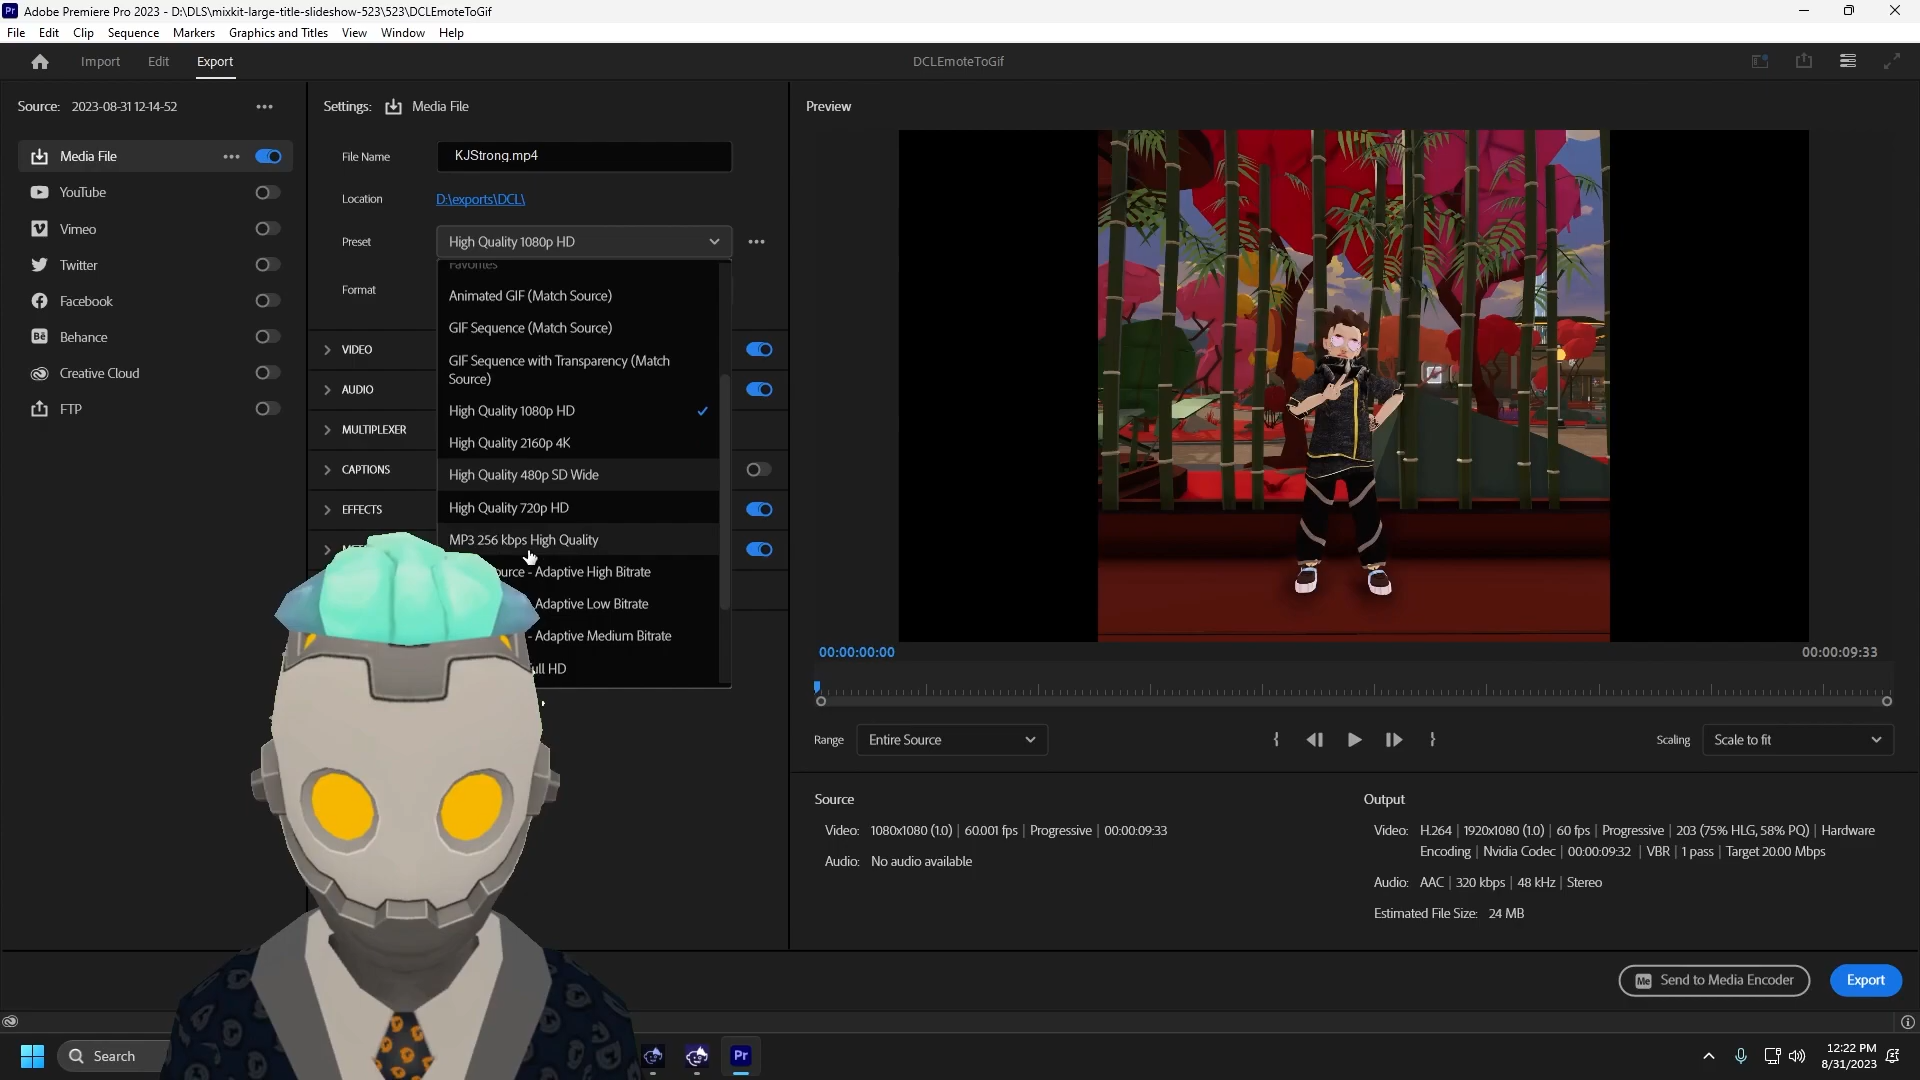 Pr Adobe Premiere Pro 2023 - D:\DLS\mixkit-large-title-slideshow-523\523\DCLEmoteToGif
File Edit Clip Sequence Markers Graphics and Titles View Window Help
Import Edit Export DCLEmoteToGif
Source: 2023-08-31 12-14-52
Media File
YouTube
Vimeo
Twitter
Facebook
Behance
Creative Cloud
FTP
Settings: Media File
File Name KJStrong.mp4
Location D:\exports\DCL\
Preset High Quality 1080p HD
Favorites
Format
Animated GIF (Match Source)
GIF Sequence (Match Source)
GIF Sequence with Transparency (Match
Source)
High Quality 1080p HD
High Quality 2160p 4K
High Quality 480p SD Wide
High Quality 720p HD
MP3 256 kbps High Quality
- Adaptive High Bitrate
Adaptive Low Bitrate
- Adaptive Medium Bitrate
HD
VIDEO
AUDIO
MULTIPLEXER
CAPTIONS
EFFECTS
Preview
00:00:00:00 00:00:09:33
Range Entire Source
Scaling Scale to fit
Source
Video: 1080x1080 (1.0) | 60.001 fps | Progressive | 00:00:09:33
Audio: No audio available
Output
Video: H.264 | 1920x1080 (1.0) | 60 fps | Progressive | 203 (75% HLG, 58% PQ) | Hardware
Encoding | Nvidia Codec | 00:00:09:32 | VBR | 1 pass | Target 20.00 Mbps
Audio: AAC | 320 kbps | 48 kHz | Stereo
Estimated File Size: 24 MB
Me Send to Media Encoder Export
Search
Pr
12:22 PM
8/31/2023